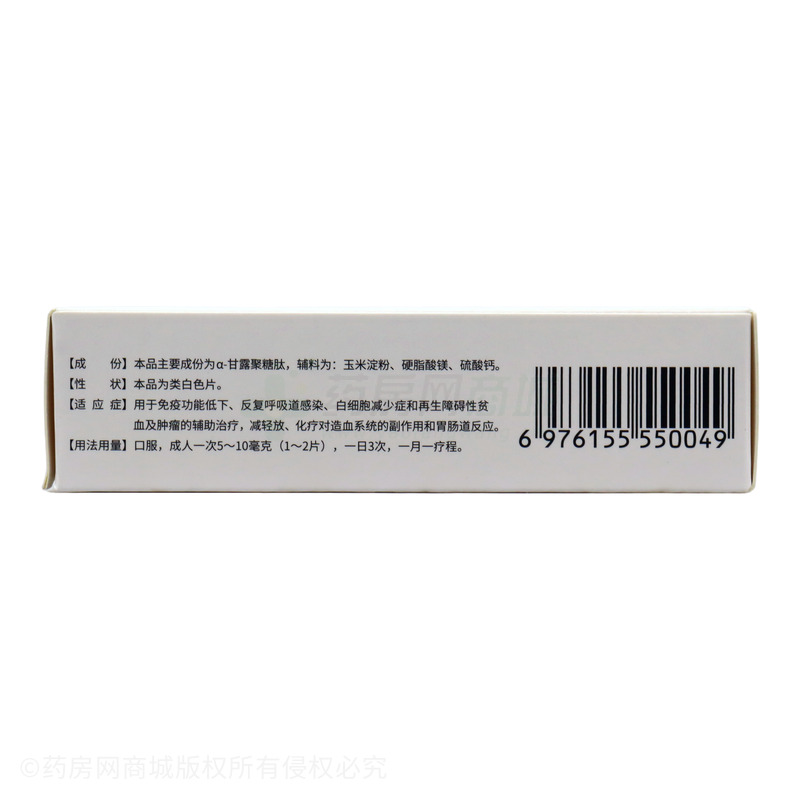 【成　份】本品主要成份为α-甘露聚糖肽，辅料为：玉米淀粉、硬脂酸镁、硫酸钙。
【性　状】本品为类白色片。
【适 应 症】用于免疫功能低下、反复呼吸道感染、白细胞减少症和再生障碍性贫
血及肿瘤的辅助治疗，减轻放、化疗对造血系统的副作用和胃肠道反应。
【用法用量】口服，成人一次5～10毫克（1～2片），一日3次，一月一疗程。
6 976155 550049
药房网商城
©药房网商城版权所有侵权必究